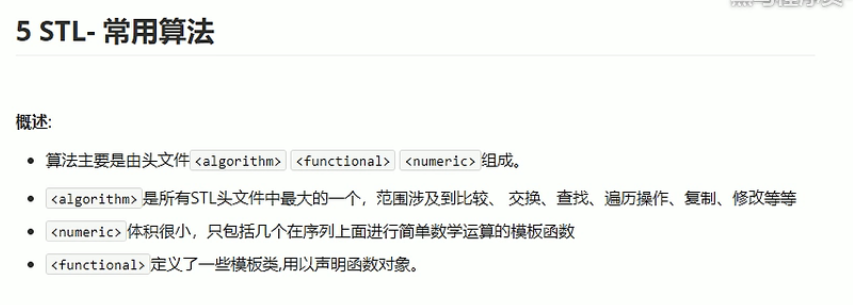 5 STL- 常用算法
概述:
算法主要是由头文件<algorithm> <functional> <numeric>组成。
<algorithm>是所有STL头文件中最大的一个，范围涉及到比较、 交换、查找、遍历操作、复制、修改等等
<numeric>体积很小，只包括几个在序列上面进行简单数学运算的模板函数
<functional>定义了一些模板类,用以声明函数对象。